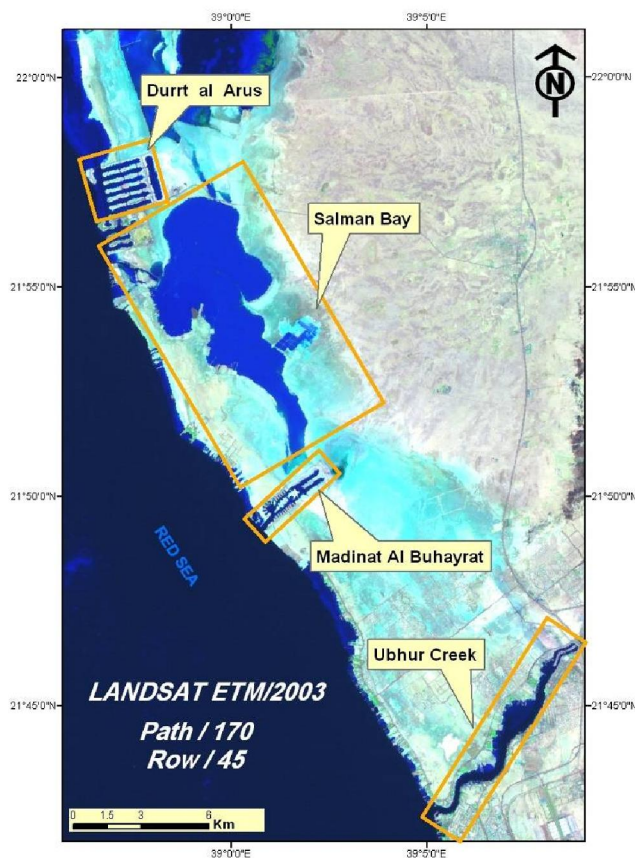 39°0'0"E 39°5'0"E
22°0'0"N 22°0'0"N
N
Durrt al Arus
Salman Bay
21°55'0"N 21°55'0"N
21°50'0"N 21°50'0"N
RED SEA
Madinat Al Buhayrat
Ubhur Creek
LANDSAT ETM/2003
21°45'0"N 21°45'0"N
Path / 170
Row / 45
0 1.5 3 6
Km
39°0'0"E 39°5'0"E